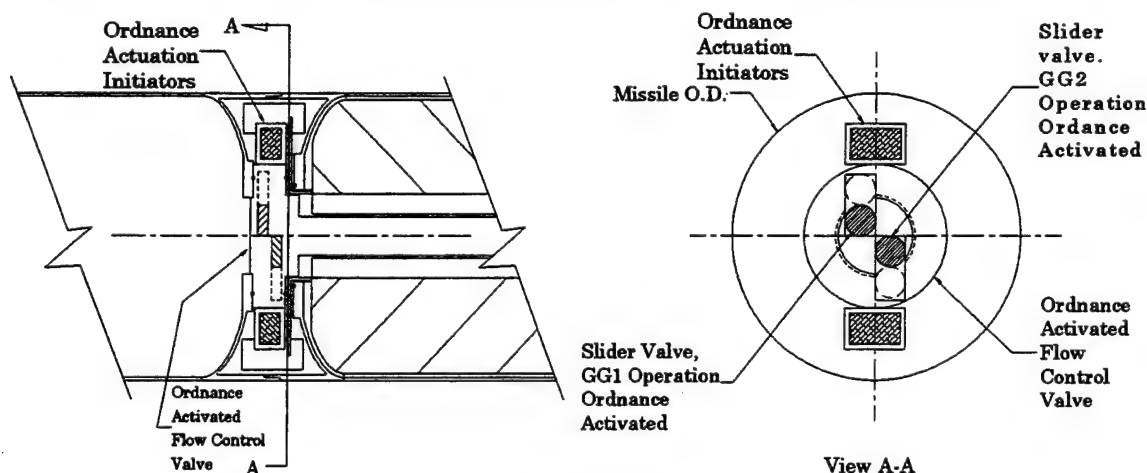 A
Ordnance
Actuation
Initiators
Ordnance
Activated
Flow Control
Valve
A
Ordnance
Actuation
Initiators
Missile O.D.
Slider
valve.
GG2
Operation
Ordance
Activated
Slider Valve,
GG1 Operation
Ordnance
Activated
Ordnance
Activated
Flow
Control
Valve
View A-A